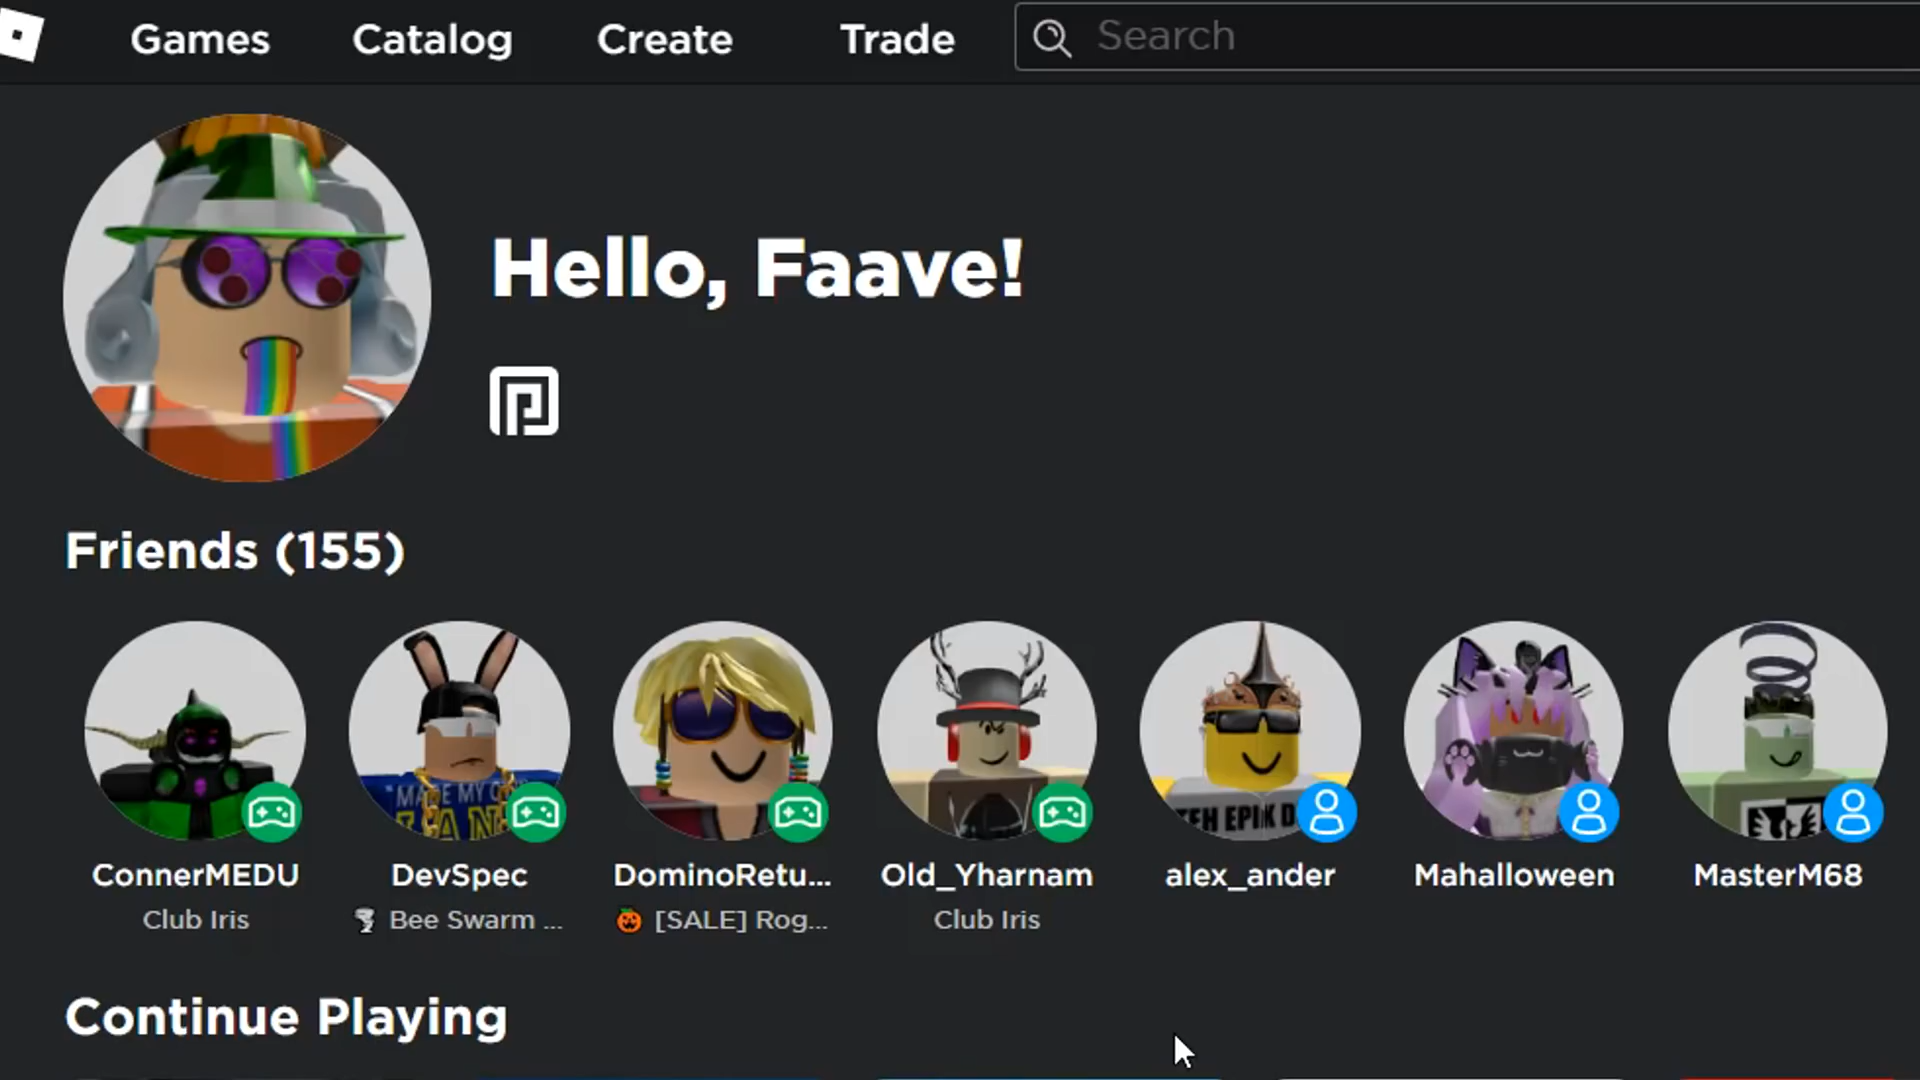 Games Catalog Create Trade Search
Hello, Faave!
Friends (155)
ConnerMEDU DevSpec DominoRetu... Old_Yharnam alex_ander Mahalloween MasterM68
Club Iris Bee Swarm ... [SALE] Rog... Club Iris
Continue Playing